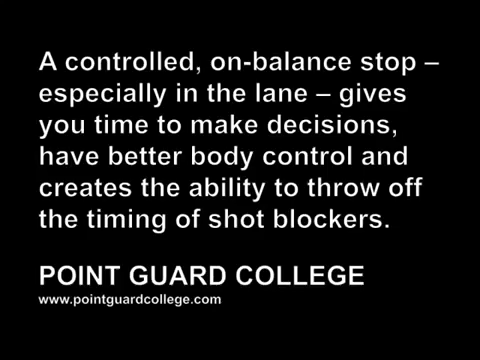 A controlled, on-balance stop –
especially in the lane – gives
you time to make decisions,
have better body control and
creates the ability to throw off
the timing of shot blockers.
POINT GUARD COLLEGE
www.pointguardcollege.com